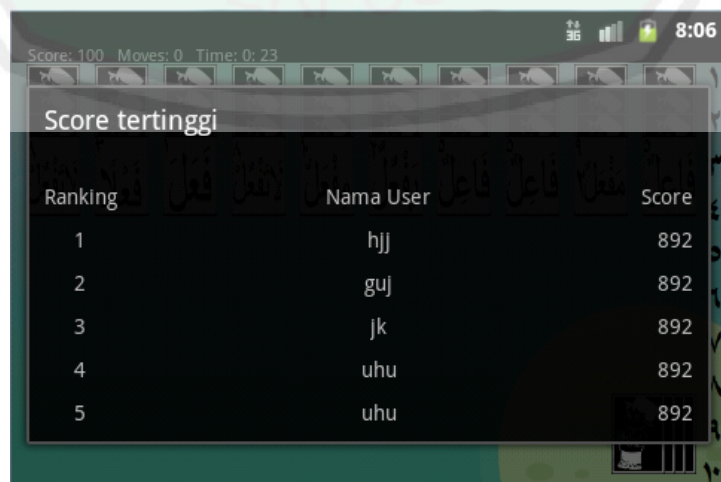 8:06
Score: 100 Moves: 0 Time: 0: 23
Score tertinggi
Ranking Nama User Score
1 hjj 892
2 guj 892
3 jk 892
4 uhu 892
5 uhu 892